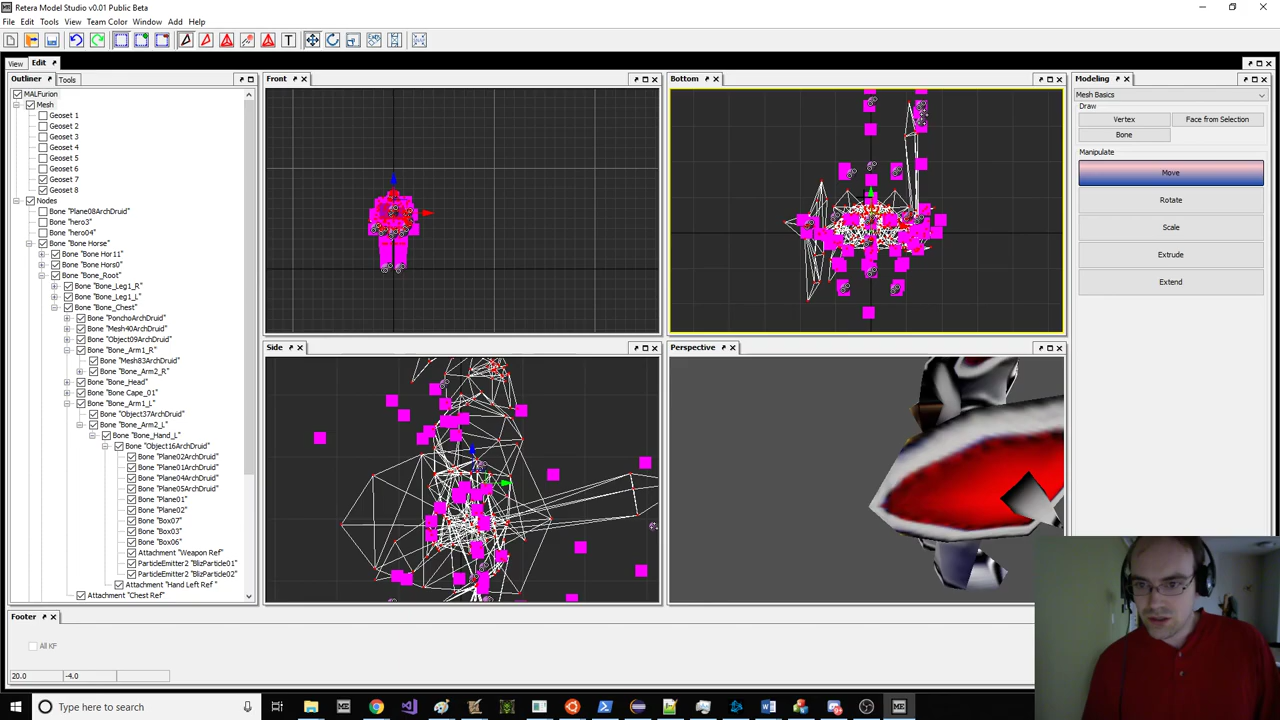 Retera Model Studio v0.01 Public Beta
File Edit Tools View Team Color Window Add Help
View Edit
Outliner Tools
MALFurion
Mesh
Geoset 1
Geoset 2
Geoset 3
Geoset 4
Geoset 5
Geoset 6
Geoset 7
Geoset 8
Nodes
Bone "Plane08ArchDruid"
Bone "hero3"
Bone "hero04"
Bone "Bone Horse"
Bone "Bone Hor11"
Bone "Bone Hors0"
Bone "Bone_Root"
Bone "Bone_Leg1_R"
Bone "Bone_Leg1_L"
Bone "Bone_Chest"
Bone "PonchoArchDruid"
Bone "Mesh40ArchDruid"
Bone "Object09ArchDruid"
Bone "Bone_Arm1_R"
Bone "Mesh83ArchDruid"
Bone "Bone_Arm2_R"
Bone "Bone_Head"
Bone "Bone Cape_01"
Bone "Bone_Arm1_L"
Bone "Object37ArchDruid"
Bone "Bone_Arm2_L"
Bone "Bone_Hand_L"
Bone "Object16ArchDruid"
Bone "Plane02ArchDruid"
Bone "Plane01ArchDruid"
Bone "Plane04ArchDruid"
Bone "Plane05ArchDruid"
Bone "Plane01"
Bone "Plane02"
Bone "Box07"
Bone "Box03"
Bone "Box06"
Attachment "Weapon Ref"
ParticleEmitter2 "BlizParticle01"
ParticleEmitter2 "BlizParticle02"
Attachment "Hand Left Ref "
Attachment "Chest Ref"
Front
Bottom
Side
Perspective
Modeling
Mesh Basics
Draw
Vertex Face from Selection
Bone
Manipulate
Move
Rotate
Scale
Extrude
Extend
Footer
All KF
20.0 -4.0
Type here to search